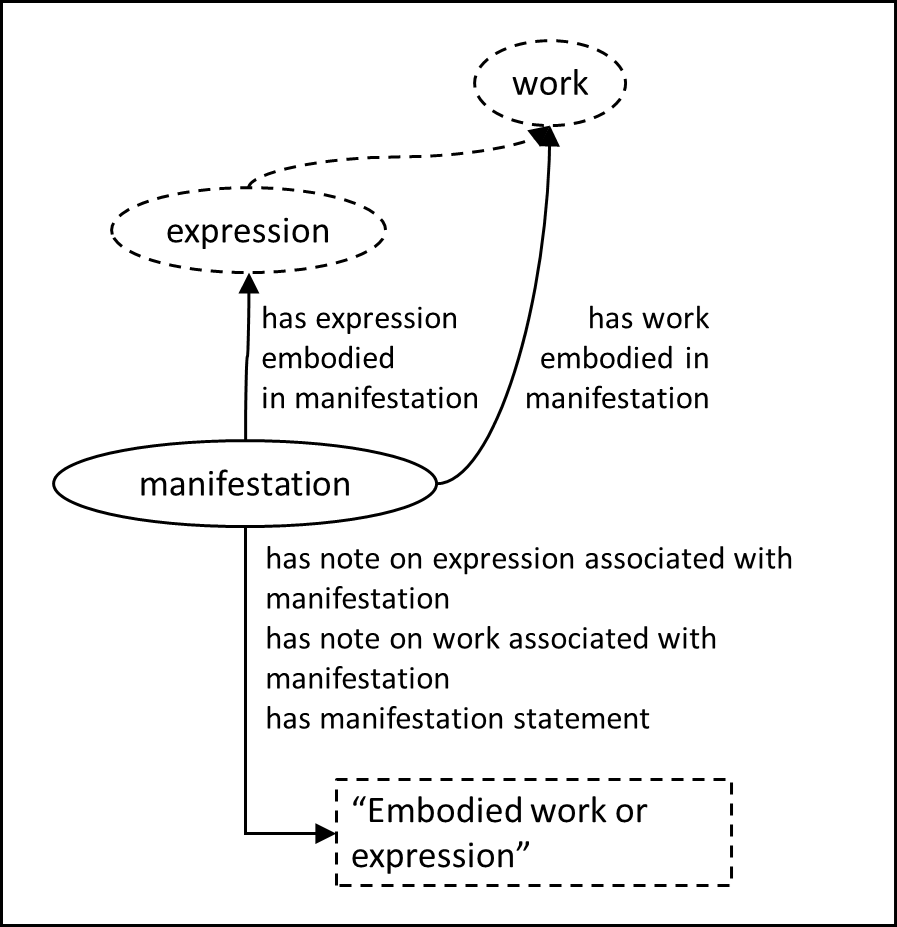 work
expression
has expression
embodied
in manifestation
has work
embodied in
manifestation
manifestation
has note on expression associated with
manifestation
has note on work associated with
manifestation
has manifestation statement
“Embodied work or
expression”